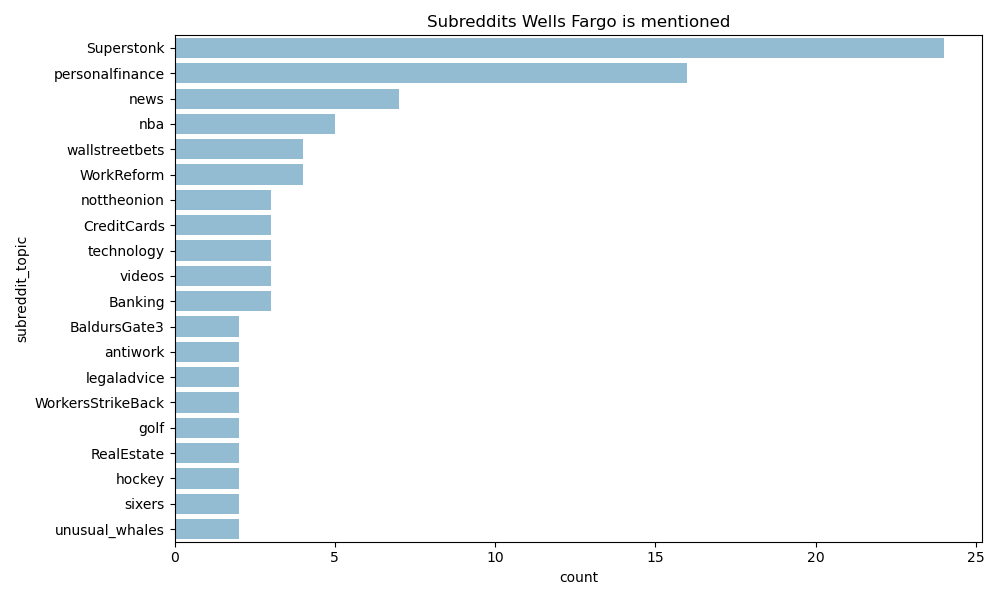 Subreddits Wells Fargo is mentioned
Superstonk
personalfinance
news
nba
wallstreetbets
WorkReform
nottheonion
CreditCards
technology
videos
Banking
BaldursGate3
antiwork
legaladvice
WorkersStrikeBack
golf
RealEstate
hockey
sixers
unusual_whales
subreddit_topic
0 5 10 15 20 25
count